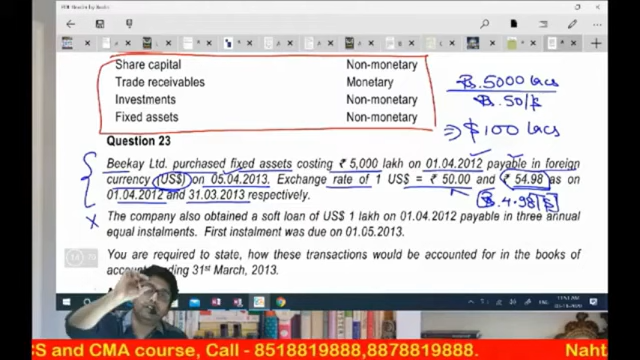 Share capital Non-monetary
Trade receivables Monetary
Investments Non-monetary
Fixed assets Non-monetary
Rs.5000 lacs
Rs.50/$
⇒ $100 lacs
Question 23
Beekay Ltd. purchased fixed assets costing ₹ 5,000 lakh on 01.04.2012 payable in foreign
currency (US$) on 05.04.2013. Exchange rate of 1 US$ = ₹ 50.00 and ₹ 54.98 as on
01.04.2012 and 31.03.2013 respectively.
Rs.4.98/$
The company also obtained a soft loan of US$ 1 lakh on 01.04.2012 payable in three annual
equal instalments. First instalment was due on 01.05.2013.
You are required to state, how these transactions would be accounted for in the books of
account ending 31st March, 2013.
CS and CMA course, Call - 8518819888,8878819888. Naht